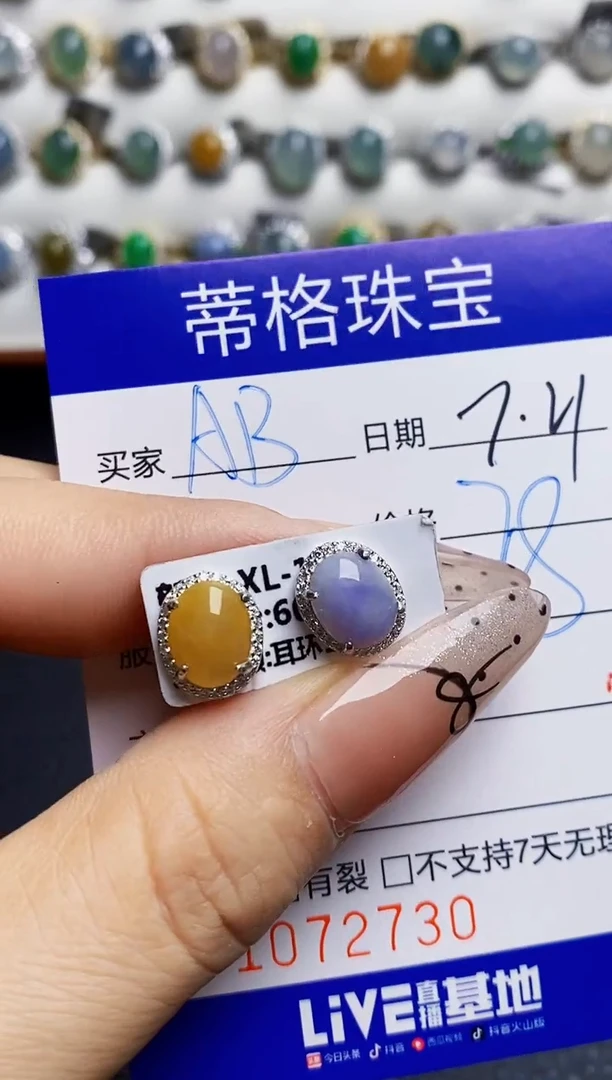 蒂格珠宝
买家 AB 日期 7.4
78
XL-
:60
:耳环
有裂 □不支持7天无理
1072730
LIVE直播基地
今日头条 抖音 西瓜视频 抖音火山版